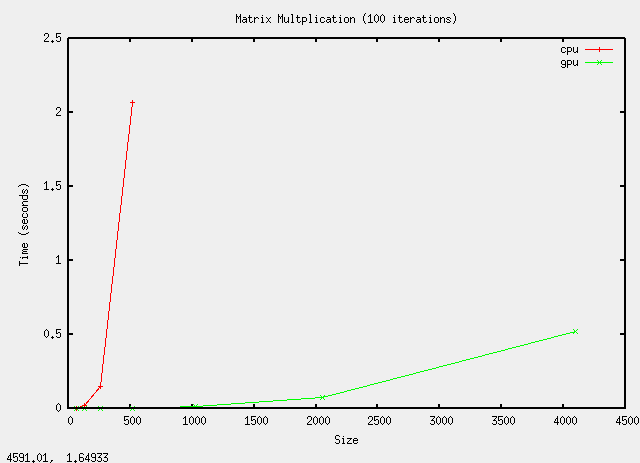 Matrix Multplication (100 iterations)
cpu
gpu
2.5
2
1.5
1
0.5
0
Time (seconds)
0 500 1000 1500 2000 2500 3000 3500 4000 4500
Size
4591.01, 1.64933